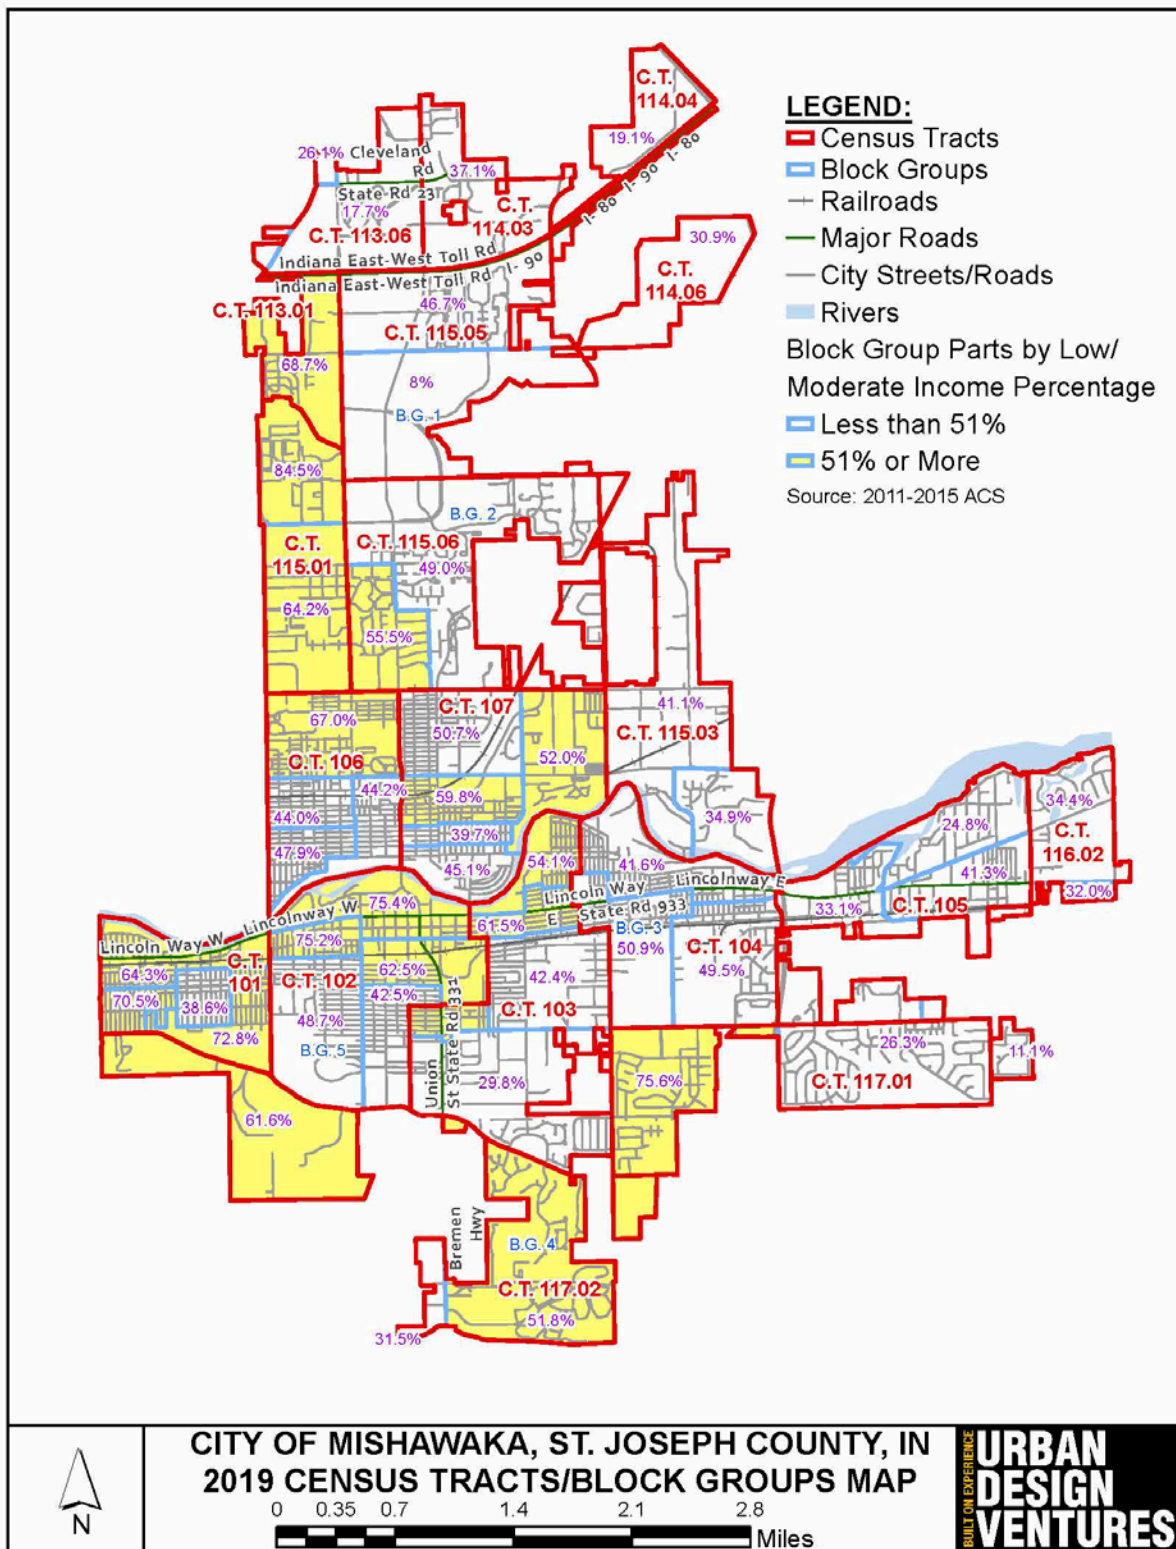 C.T.
114.04
19.1%
26.1%
Cleveland
Rd
37.1%
State Rd 23
17.7%
C.T.
114.03
C.T. 113.06
I- 80 I- 90 I- 80
Indiana East-West Toll Rd
Indiana East-West Toll Rd I- 90
30.9%
C.T.
114.06
C.T. 113.01
46.7%
C.T. 115.05
68.7%
8%
B.G. 1
84.5%
B.G. 2
C.T.
115.01
C.T. 115.06
49.0%
64.2%
55.5%
LEGEND:
Census Tracts
Block Groups
Railroads
Major Roads
City Streets/Roads
Rivers
Block Group Parts by Low/
Moderate Income Percentage
Less than 51%
51% or More
Source: 2011-2015 ACS
67.0%
C.T. 107
50.7%
41.1%
C.T. 115.03
C.T. 106
52.0%
44.2%
59.8%
44.0%
39.7%
34.9%
47.9%
45.1%
54.1%
41.6%
24.8%
34.4%
C.T.
116.02
41.3%
32.0%
75.4%
Lincoln Way
Lincolnway E
E
State Rd 933
33.1%
C.T. 105
Lincoln Way W
Lincolnway W
61.5%
B.G. 3
75.2%
50.9%
C.T. 104
49.5%
64.3%
C.T.
101
C.T. 102
62.5%
42.4%
70.5%
38.6%
42.5%
C.T. 103
48.7%
72.8%
B.G. 5
Union
St State Rd 331
29.8%
75.6%
26.3%
11.1%
C.T. 117.01
61.6%
Bremen
Hwy
B.G. 4
C.T. 117.02
51.8%
31.5%
N
CITY OF MISHAWAKA, ST. JOSEPH COUNTY, IN
2019 CENSUS TRACTS/BLOCK GROUPS MAP
0 0.35 0.7 1.4 2.1 2.8
Miles
BUILT ON EXPERIENCE
URBAN
DESIGN
VENTURES